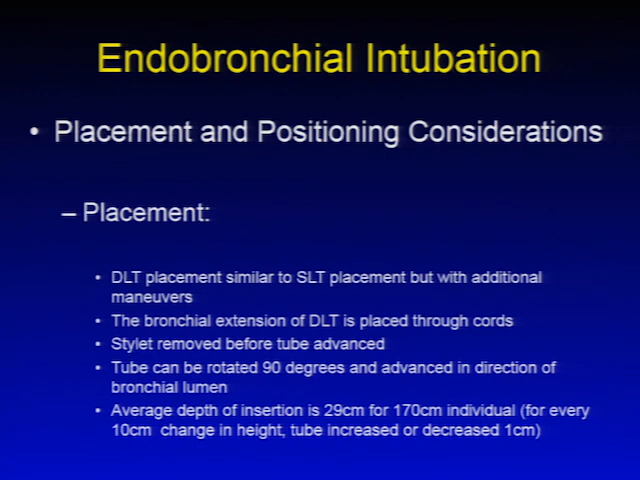 Endobronchial Intubation
• Placement and Positioning Considerations
– Placement:
• DLT placement similar to SLT placement but with additional
maneuvers
• The bronchial extension of DLT is placed through cords
• Stylet removed before tube advanced
• Tube can be rotated 90 degrees and advanced in direction of
bronchial lumen
• Average depth of insertion is 29cm for 170cm individual (for every
10cm  change in height, tube increased or decreased 1cm)